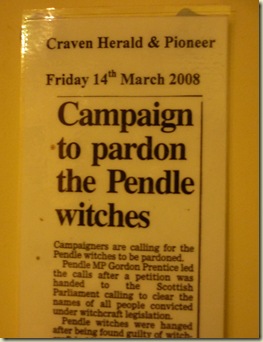 Craven Herald & Pioneer
Friday 14th March 2008
Campaign
to pardon
the Pendle
witches
Campaigners are calling for the
Pendle witches to be pardoned.
Pendle MP Gordon Prentice led
the calls after a petition was
handed to the Scottish
Parliament calling to clear the
names of all people convicted
under witchcraft legislation.
Pendle witches were hanged
after being found guilty of witch-